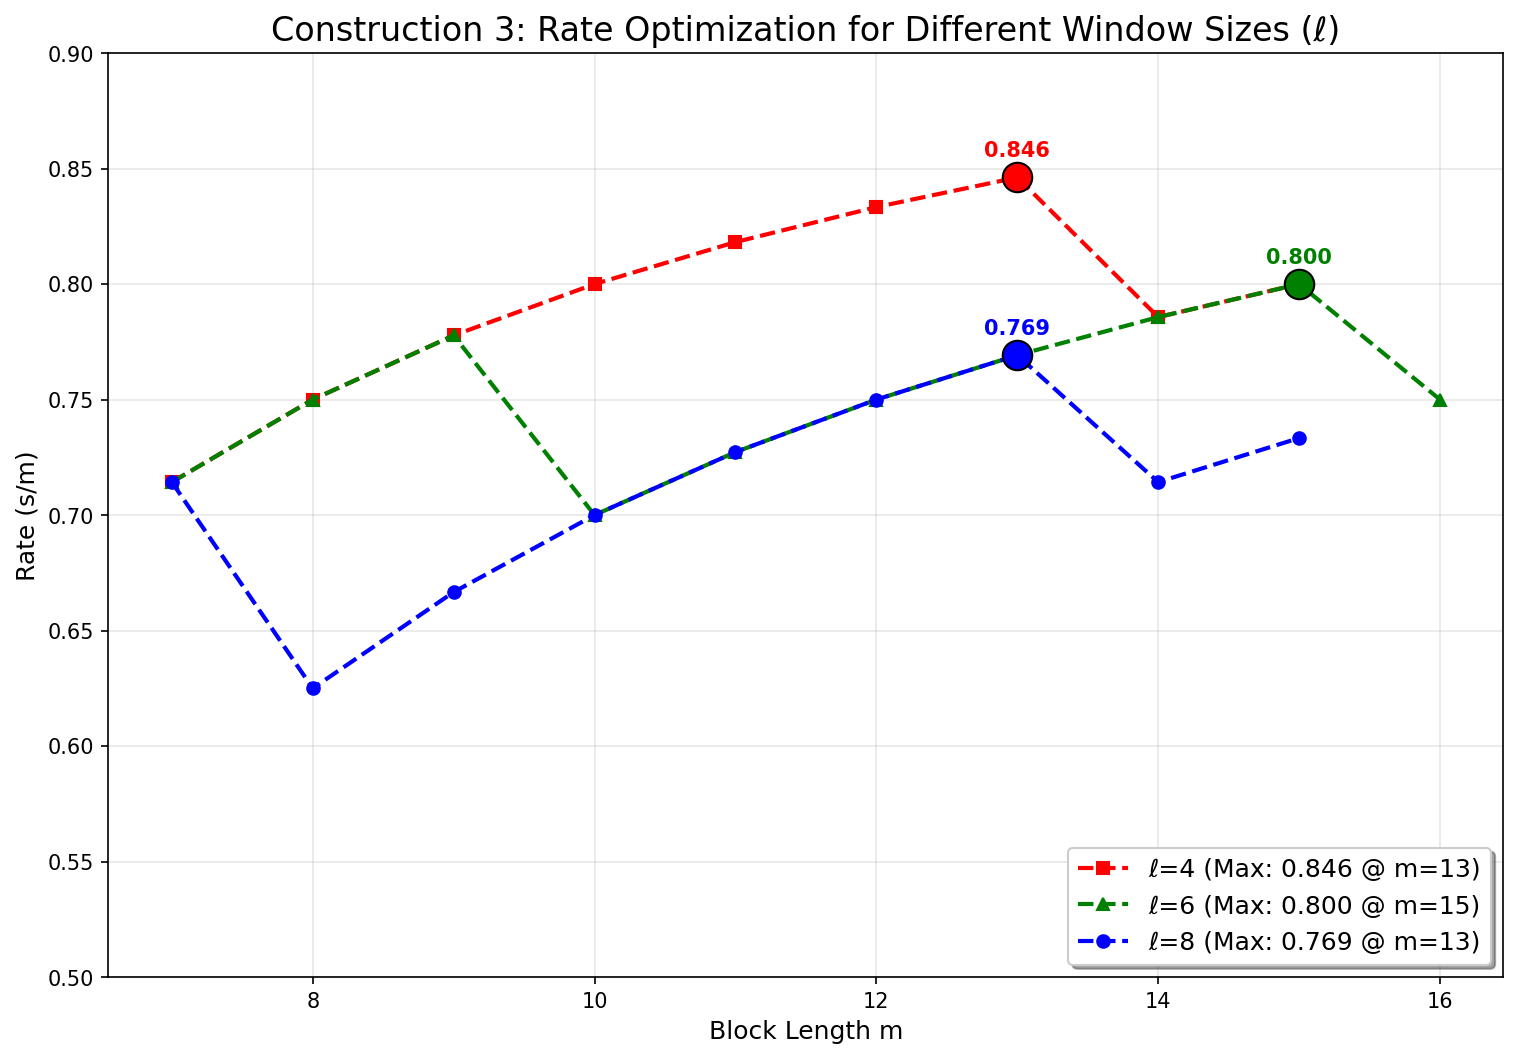 Construction 3: Rate Optimization for Different Window Sizes (ℓ)
Rate (s/m)
0.90
0.85
0.80
0.75
0.70
0.65
0.60
0.55
0.50
0.846
0.800
0.769
ℓ=4 (Max: 0.846 @ m=13)
ℓ=6 (Max: 0.800 @ m=15)
ℓ=8 (Max: 0.769 @ m=13)
8 10 12 14 16
Block Length m